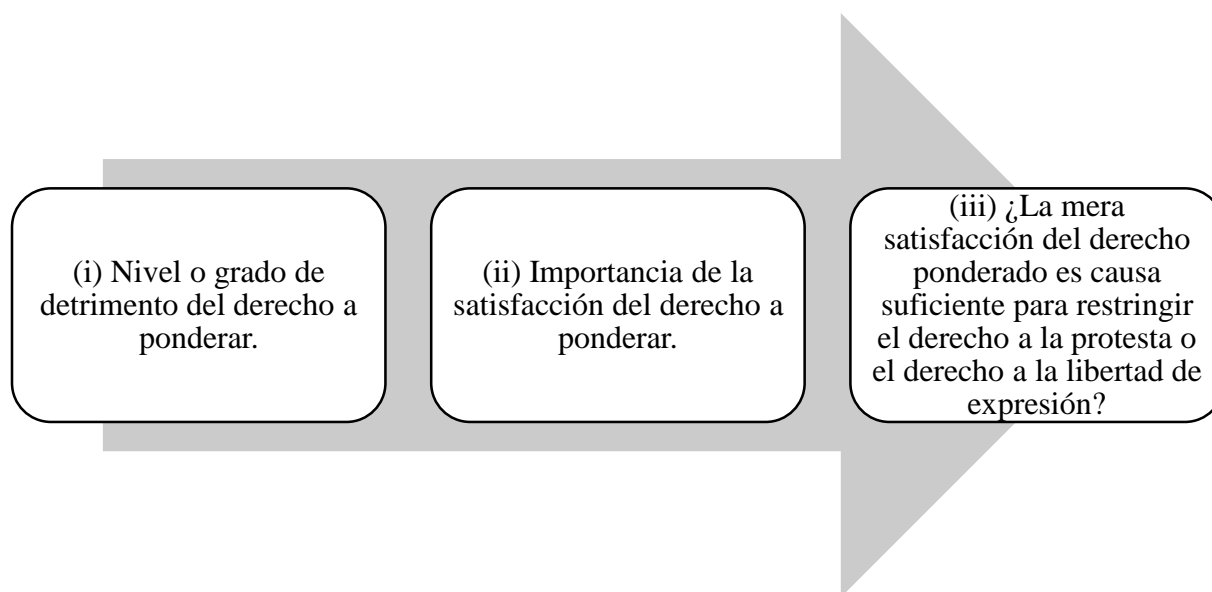 (i) Nivel o grado de
detrimento del derecho a
ponderar.
(ii) Importancia de la
satisfacción del derecho a
ponderar.
(iii) ¿La mera
satisfacción del derecho
ponderado es causa
suficiente para restringir
el derecho a la protesta o
el derecho a la libertad de
expresión?